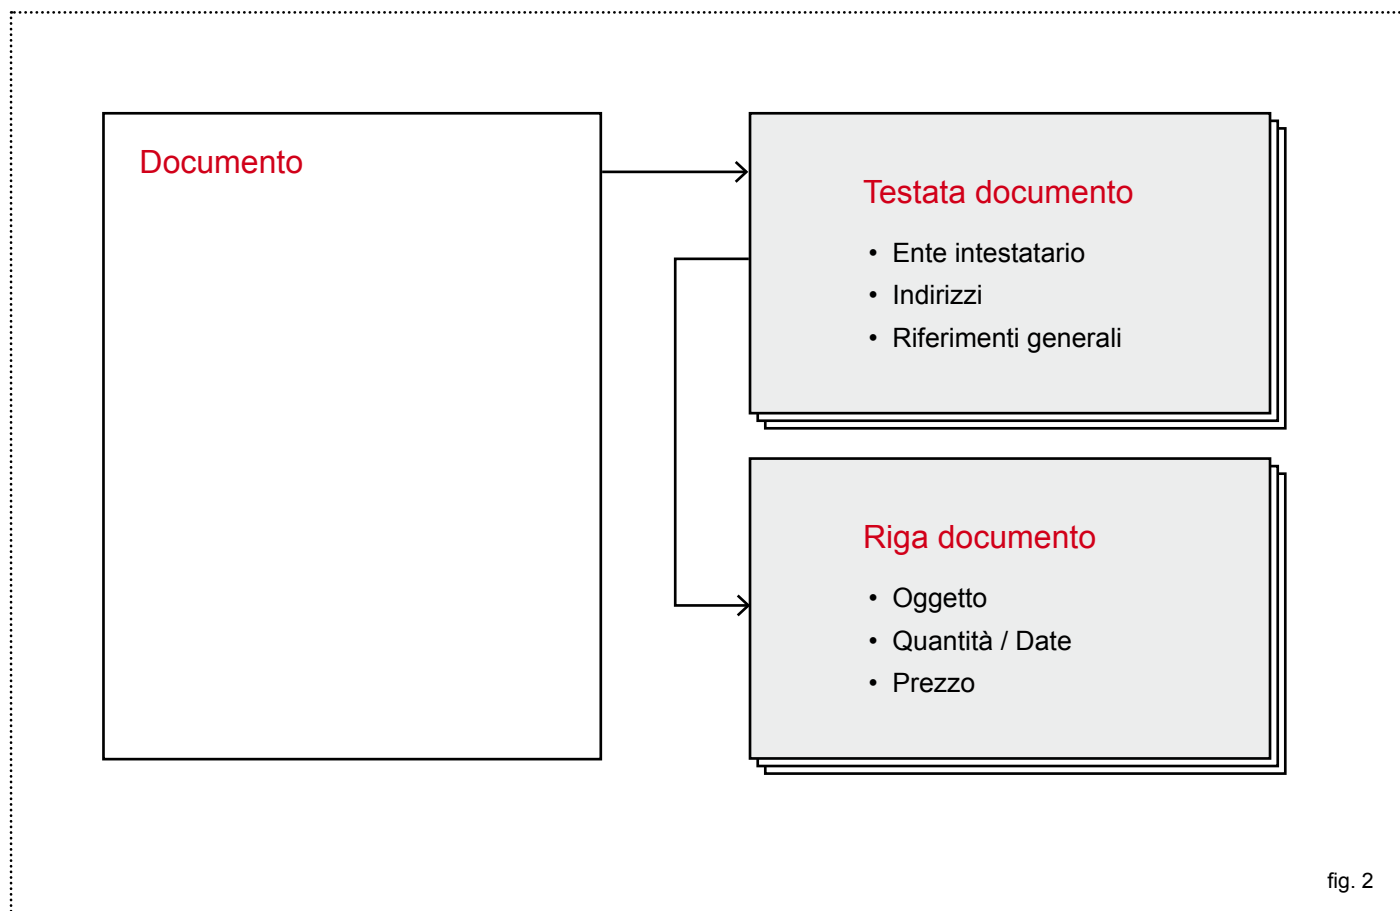 Documento
Testata documento
• Ente intestatario
• Indirizzi
• Riferimenti generali
Riga documento
• Oggetto
• Quantità / Date
• Prezzo
fig. 2